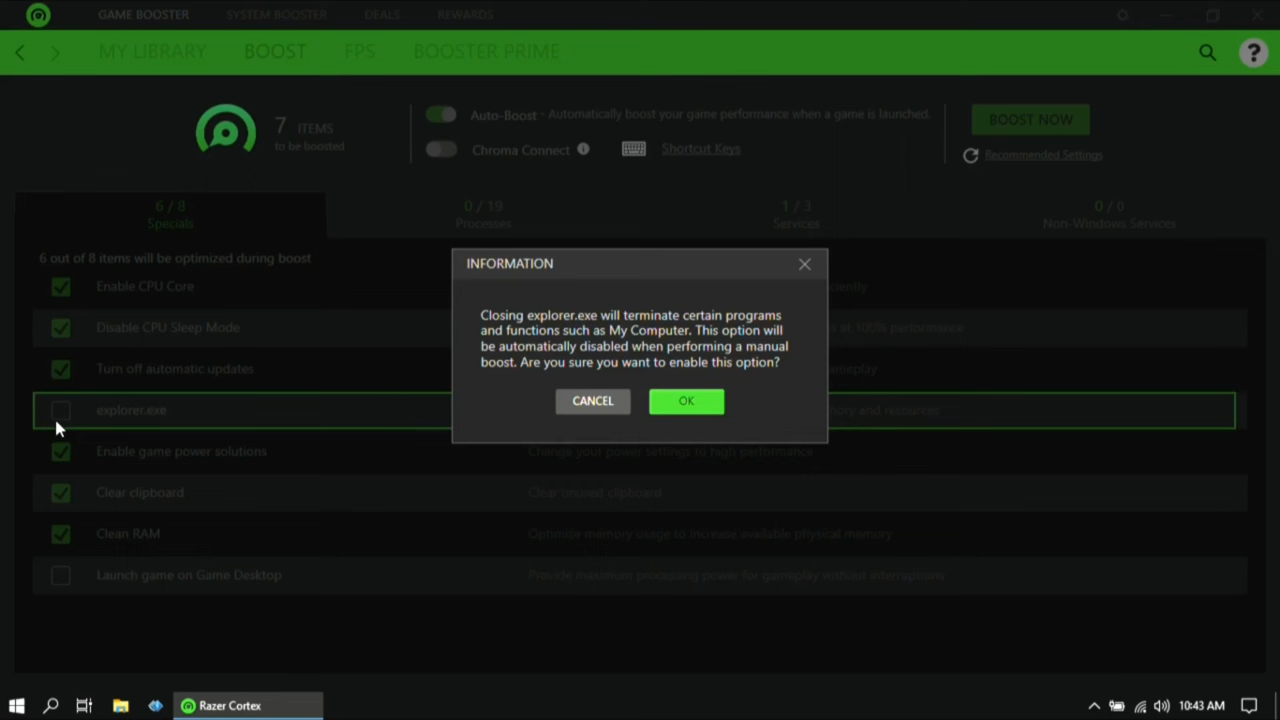 GAME BOOSTER SYSTEM BOOSTER DEALS REWARDS
MY LIBRARY BOOST FPS BOOSTER PRIME ?
7 ITEMS
to be boosted
Auto-Boost - Automatically boost your game performance when a game is launched.
Chroma Connect Shortcut Keys
BOOST NOW
Recommended Settings
6 / 8
Specials
0 / 19
Processes
1 / 3
Services
0 / 0
Non-Windows Services
6 out of 8 items will be optimized during boost
Enable CPU Core
Disable CPU Sleep Mode at 100% performance
Turn off automatic updates
explorer.exe and resources
Enable game power solutions Change your power settings to high performance
Clear clipboard Clear unused clipboard
Clean RAM Optimize memory usage to increase available physical memory
Launch game on Game Desktop Provide maximum processing power for gameplay without interruptions
INFORMATION
Closing explorer.exe will terminate certain programs
and functions such as My Computer. This option will
be automatically disabled when performing a manual
boost. Are you sure you want to enable this option?
CANCEL OK
Razer Cortex 10:43 AM